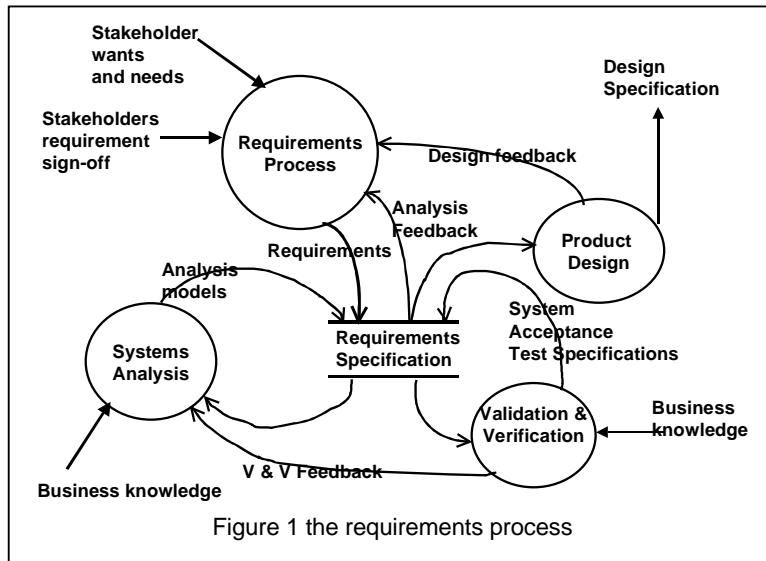 Stakeholder
wants
and needs
Design
Specification
Stakeholders
requirement
sign-off
Requirements
Process
Design feedback
Analysis
Feedback
Product
Design
Requirements
Analysis
models
System
Acceptance
Test Specifications
Requirements
Specification
Systems
Analysis
Validation &
Verification
Business
knowledge
V & V Feedback
Business knowledge
Figure 1 the requirements process